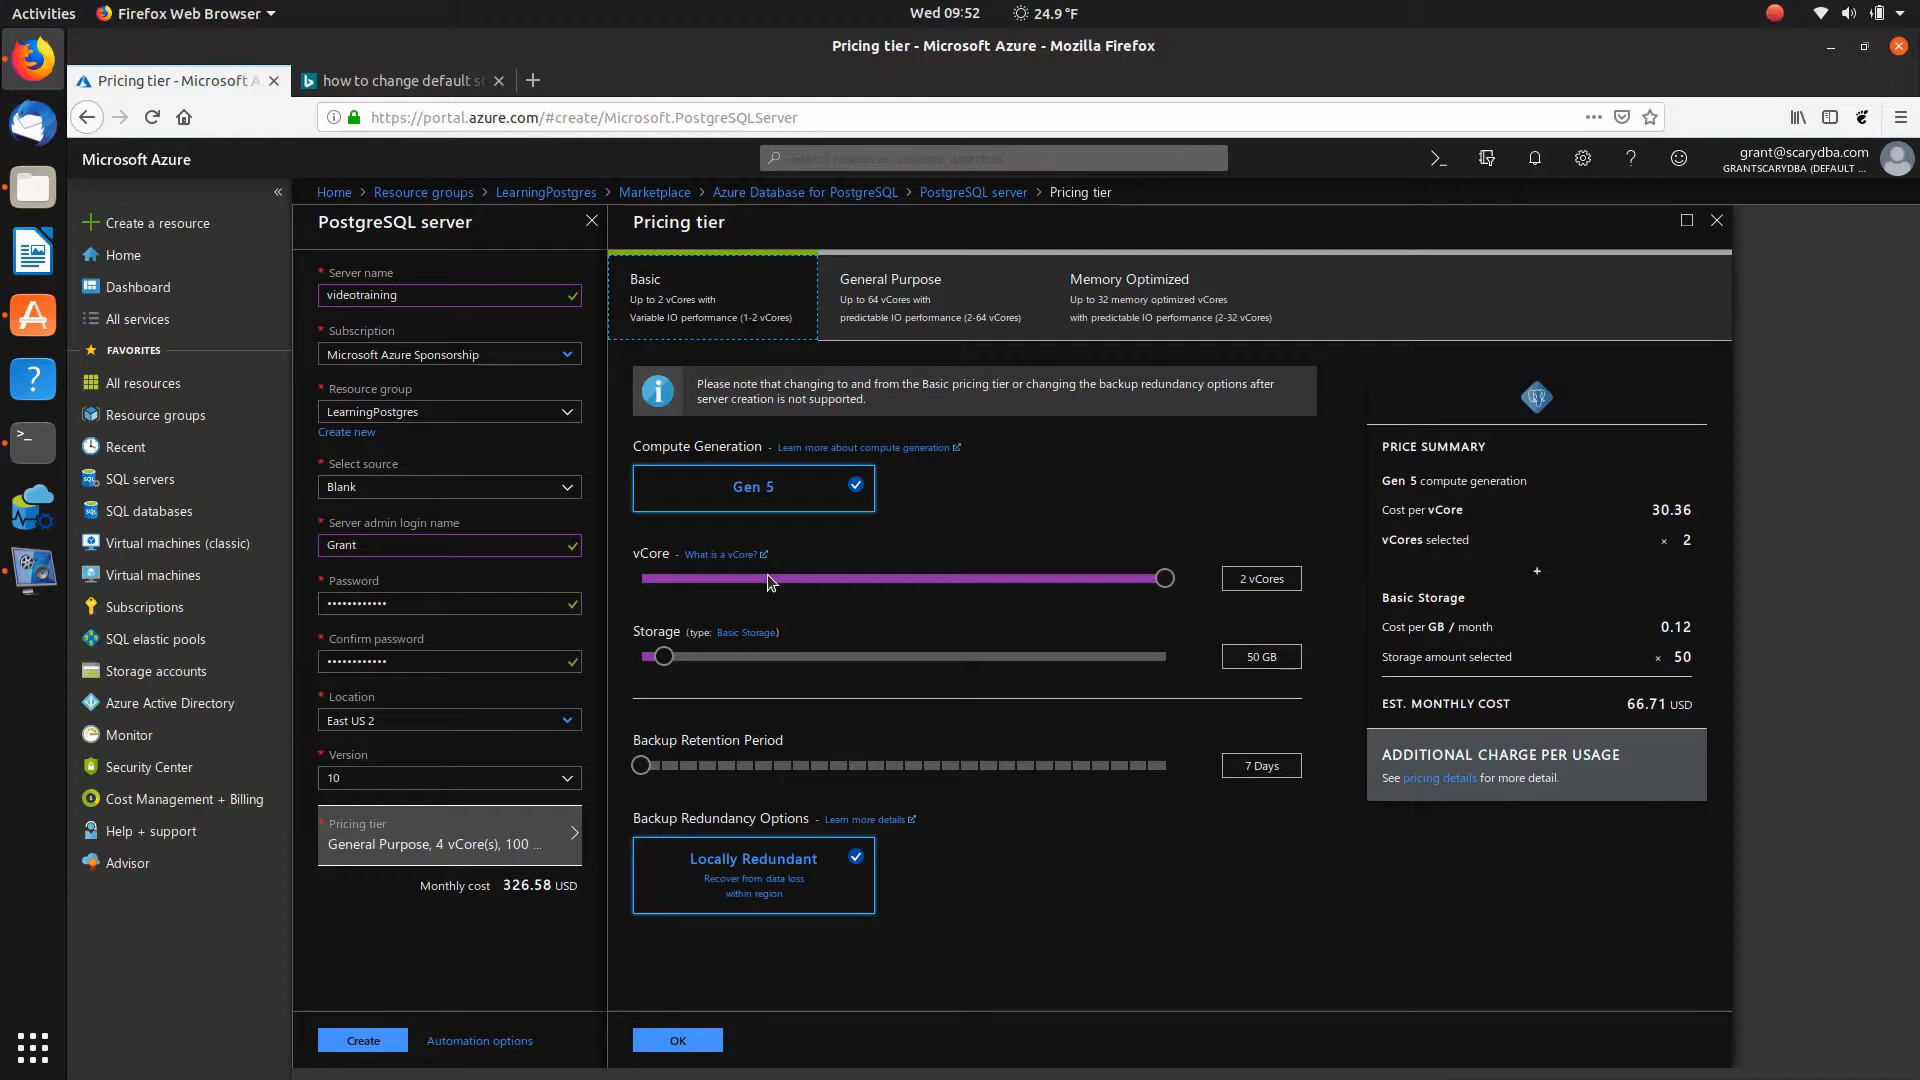 Activities
Firefox Web Browser
Wed 09:52
24.9 °F
Pricing tier - Microsoft Azure - Mozilla Firefox
Pricing tier - Microsoft A
how to change default st
https://portal.azure.com/#create/Microsoft.PostgreSQLServer
Microsoft Azure
Search resources, services, and docs
grant@scarydba.com
GRANTSCARYDBA (DEFAULT ...
Home > Resource groups > LearningPostgres > Marketplace > Azure Database for PostgreSQL > PostgreSQL server > Pricing tier
Create a resource
Home
Dashboard
All services
FAVORITES
All resources
Resource groups
Recent
SQL servers
SQL databases
Virtual machines (classic)
Virtual machines
Subscriptions
SQL elastic pools
Storage accounts
Azure Active Directory
Monitor
Security Center
Cost Management + Billing
Help + support
Advisor
PostgreSQL server
* Server name
videotraining
* Subscription
Microsoft Azure Sponsorship
* Resource group
LearningPostgres
Create new
* Select source
Blank
* Server admin login name
Grant
* Password
••••••••••••
* Confirm password
••••••••••••
* Location
East US 2
* Version
10
* Pricing tier
General Purpose, 4 vCore(s), 100 ...
Monthly cost 326.58 USD
Create
Automation options
Pricing tier
Basic
Up to 2 vCores with
Variable IO performance (1-2 vCores)
General Purpose
Up to 64 vCores with
predictable IO performance (2-64 vCores)
Memory Optimized
Up to 32 memory optimized vCores
with predictable IO performance (2-32 vCores)
Please note that changing to and from the Basic pricing tier or changing the backup redundancy options after
server creation is not supported.
Compute Generation - Learn more about compute generation
Gen 5
vCore - What is a vCore?
2 vCores
Storage (type: Basic Storage)
50 GB
Backup Retention Period
7 Days
Backup Redundancy Options - Learn more details
Locally Redundant
Recover from data loss
within region
OK
PRICE SUMMARY
Gen 5 compute generation
Cost per vCore 30.36
vCores selected × 2
+
Basic Storage
Cost per GB / month 0.12
Storage amount selected × 50
EST. MONTHLY COST 66.71 USD
ADDITIONAL CHARGE PER USAGE
See pricing details for more detail.